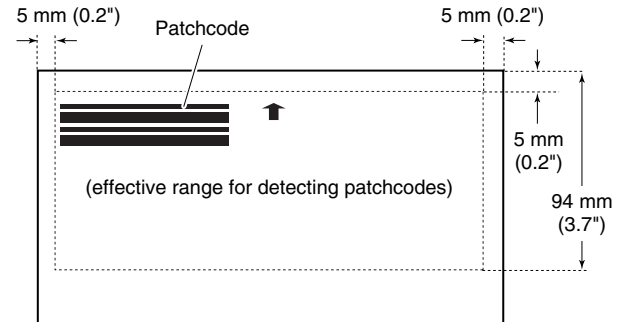 5 mm (0.2")
Patchcode
5 mm (0.2")
5 mm
(0.2")
(effective range for detecting patchcodes)
94 mm
(3.7")